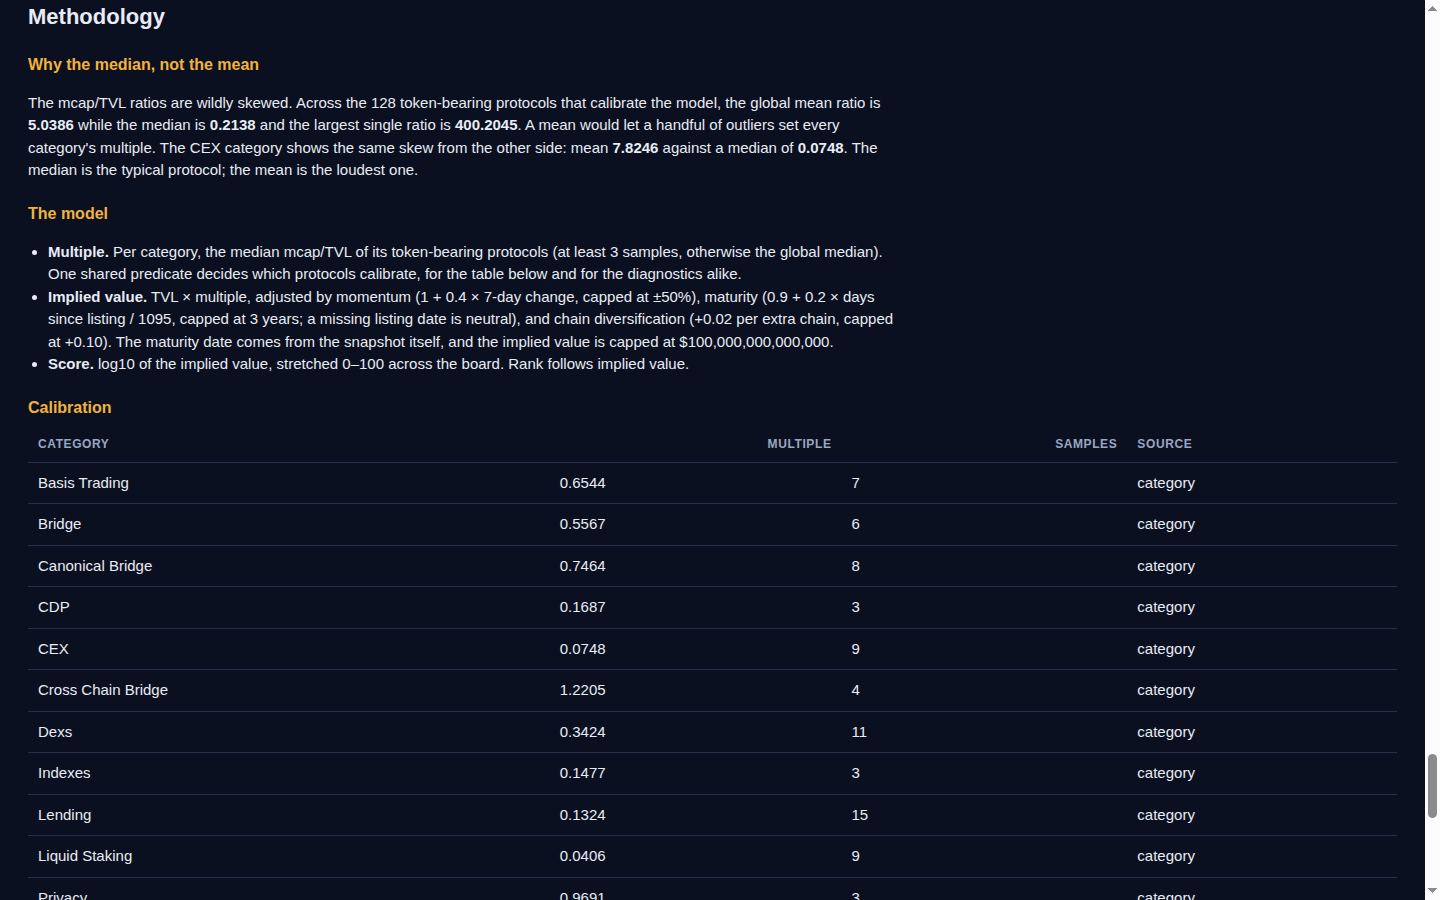 Methodology
Why the median, not the mean
The mcap/TVL ratios are wildly skewed. Across the 128 token-bearing protocols that calibrate the model, the global mean ratio is
5.0386 while the median is 0.2138 and the largest single ratio is 400.2045. A mean would let a handful of outliers set every
category's multiple. The CEX category shows the same skew from the other side: mean 7.8246 against a median of 0.0748. The
median is the typical protocol; the mean is the loudest one.
The model
• Multiple. Per category, the median mcap/TVL of its token-bearing protocols (at least 3 samples, otherwise the global median).
One shared predicate decides which protocols calibrate, for the table below and for the diagnostics alike.
• Implied value. TVL × multiple, adjusted by momentum (1 + 0.4 × 7-day change, capped at ±50%), maturity (0.9 + 0.2 × days
since listing / 1095, capped at 3 years; a missing listing date is neutral), and chain diversification (+0.02 per extra chain, capped
at +0.10). The maturity date comes from the snapshot itself, and the implied value is capped at $100,000,000,000,000.
• Score. log10 of the implied value, stretched 0–100 across the board. Rank follows implied value.
Calibration
CATEGORY MULTIPLE SAMPLES SOURCE
Basis Trading 0.6544 7 category
Bridge 0.5567 6 category
Canonical Bridge 0.7464 8 category
CDP 0.1687 3 category
CEX 0.0748 9 category
Cross Chain Bridge 1.2205 4 category
Dexs 0.3424 11 category
Indexes 0.1477 3 category
Lending 0.1324 15 category
Liquid Staking 0.0406 9 category
Privacy 0.9691 3 category